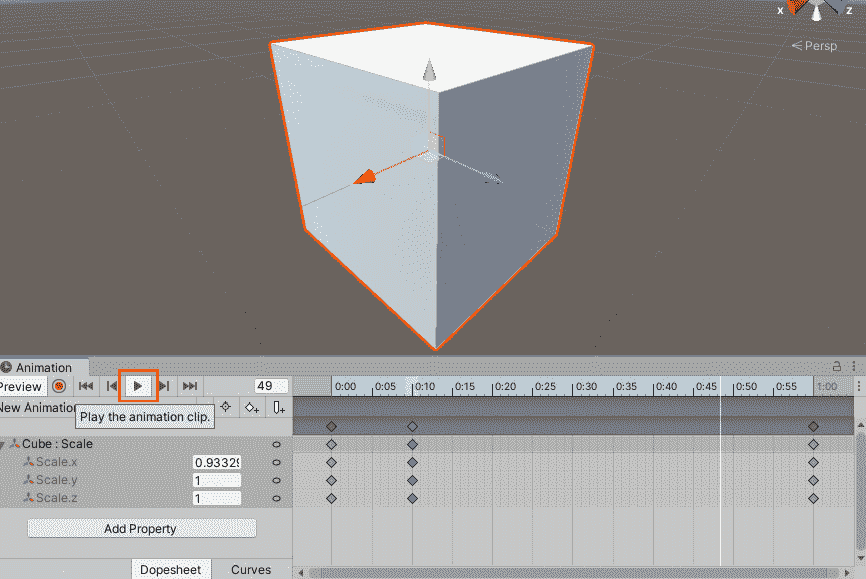 x
z
Persp
Animation
Preview
49
0:00
0:05
0:10
0:15
0:20
0:25
0:30
0:35
0:40
0:45
0:50
0:55
1:00
New Animation
Play the animation clip.
Cube : Scale
Scale.x
0.9332
Scale.y
1
Scale.z
1
Add Property
Dopesheet
Curves